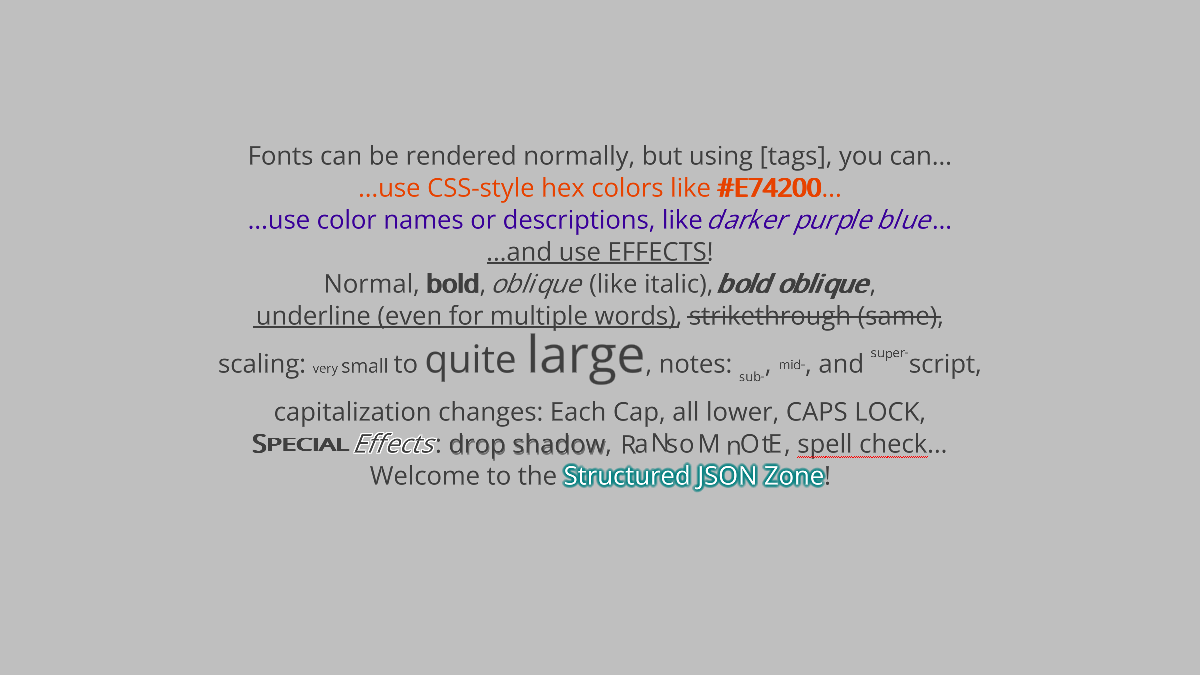 Fonts can be rendered normally, but using [tags], you can...
...use CSS-style hex colors like #E74200...
...use color names or descriptions, like darker purple blue...
...and use EFFECTS!
Normal, bold, oblique (like italic), bold oblique,
underline (even for multiple words), strikethrough (same),
scaling: very small to quite large, notes: sub-, mid-, and super-script,
capitalization changes: Each Cap, all lower, CAPS LOCK,
SPECIAL Effects: drop shadow, RaNsoM nOtE, spell check...
Welcome to the Structured JSON Zone!